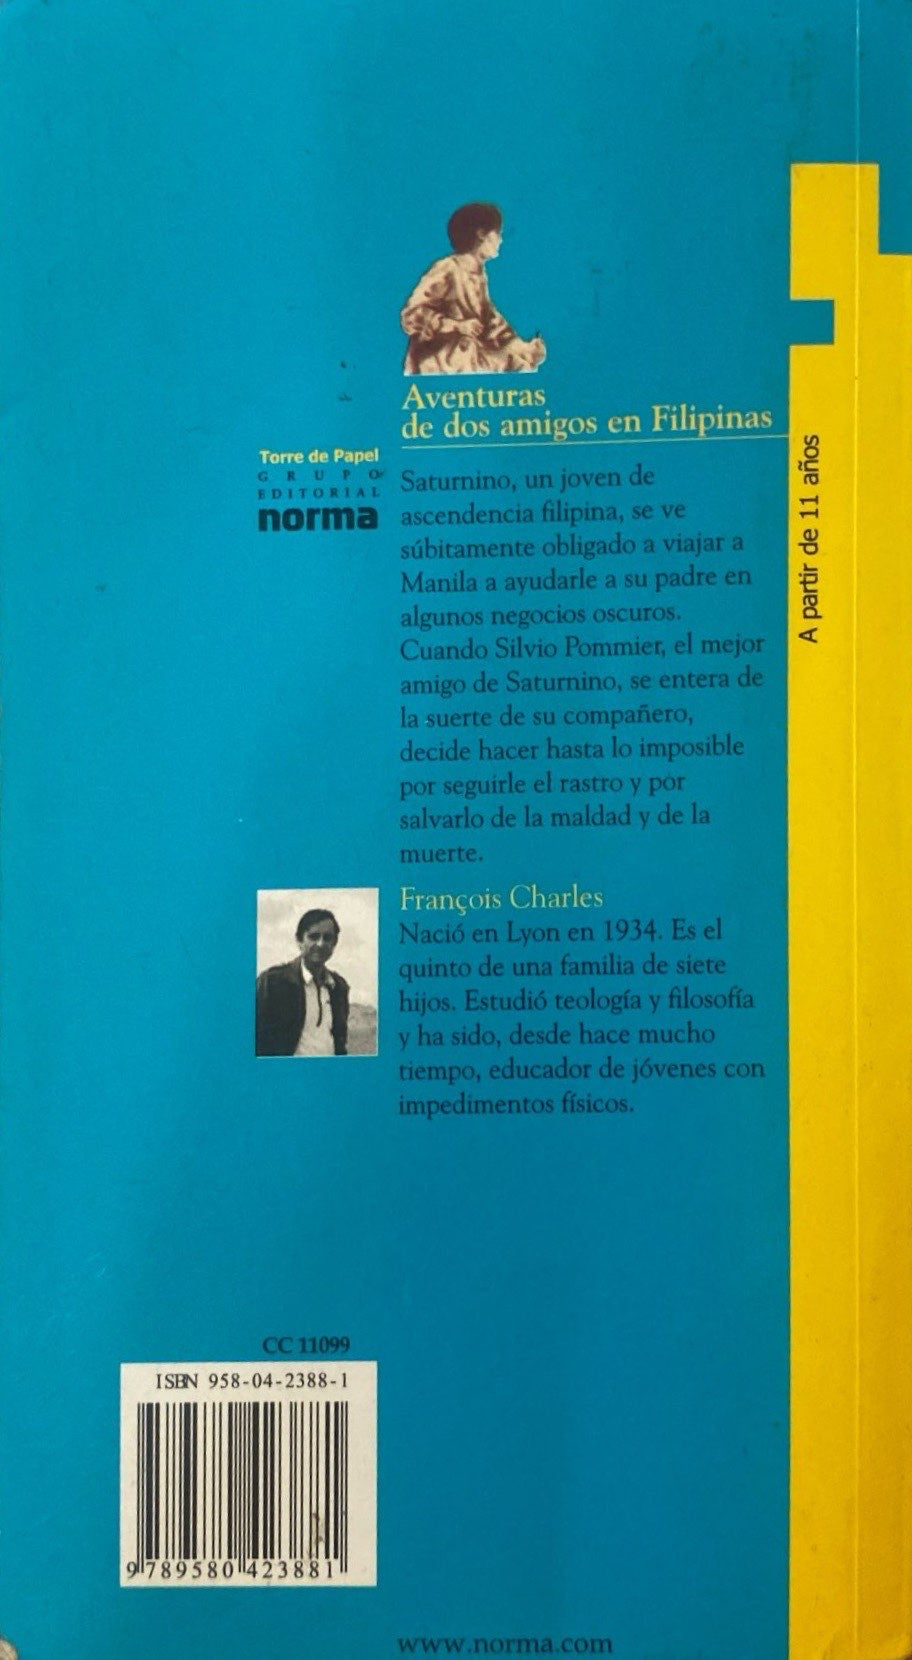 Aventuras
de dos amigos en Filipinas
Torre de Papel
GRUPO
EDITORIAL
norma
Saturnino, un joven de
ascendencia filipina, se ve
súbitamente obligado a viajar a
Manila a ayudarle a su padre en
algunos negocios oscuros.
Cuando Silvio Pommier, el mejor
amigo de Saturnino, se entera de
la suerte de su compañero,
decide hacer hasta lo imposible
por seguirle el rastro y por
salvarlo de la maldad y de la
muerte.
A partir de 11 años
François Charles
Nació en Lyon en 1934. Es el
quinto de una familia de siete
hijos. Estudió teología y filosofía
y ha sido, desde hace mucho
tiempo, educador de jóvenes con
impedimentos físicos.
CC 11099
ISBN 958-04-2388-1
9 789580 423881
www.norma.com